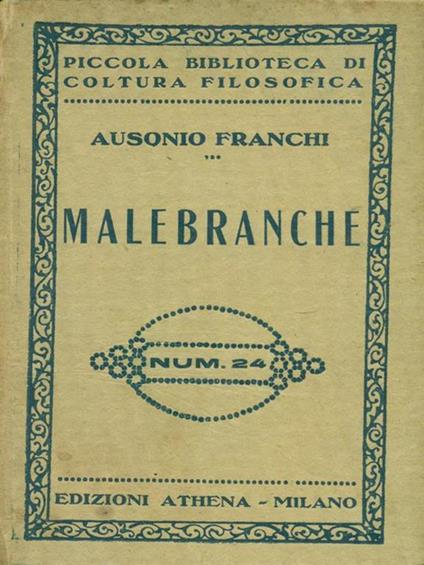 PICCOLA BIBLIOTECA DI
COLTURA FILOSOFICA
AUSONIO FRANCHI
MALEBRANCHE
NUM. 24
EDIZIONI ATHENA - MILANO